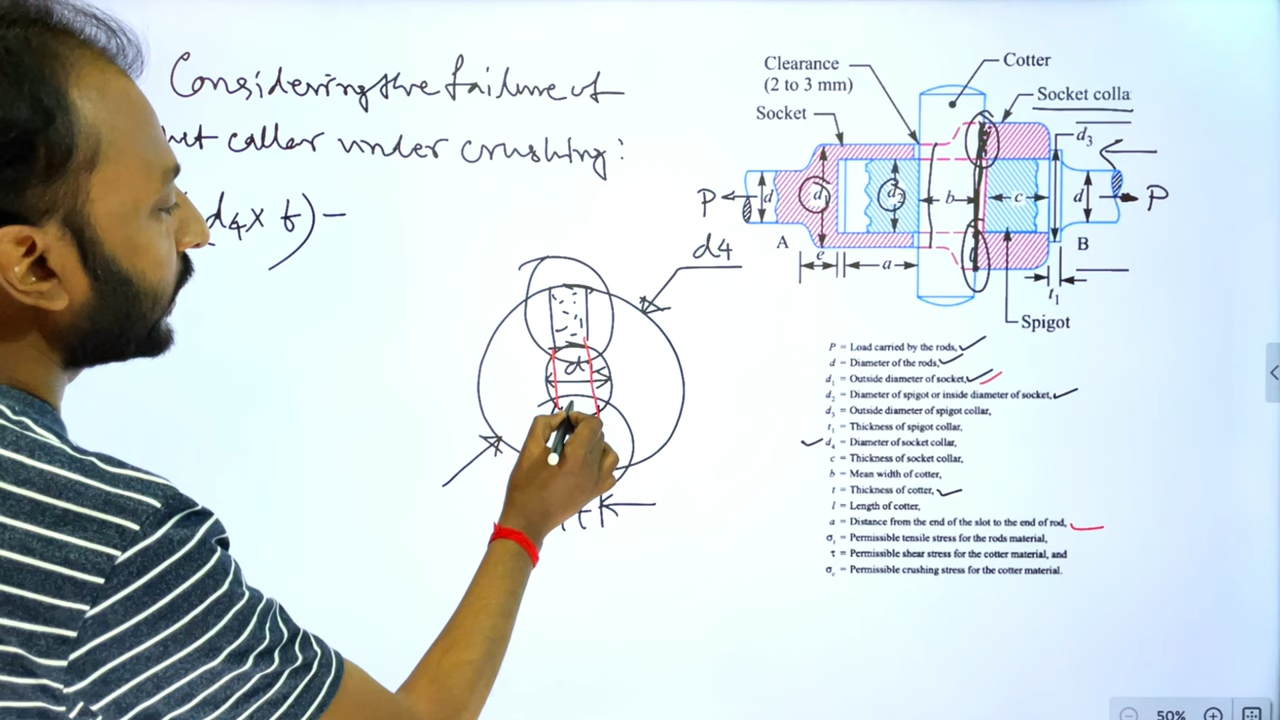 Considering the failure of
collar under crushing:
d4 x t) -
d4
d
t
Clearance
(2 to 3 mm)
Cotter
Socket
Socket colla
d3
P
d
d1
d2
b
c
d
P
A
B
e
a
t1
Spigot
P = Load carried by the rods,
d = Diameter of the rods,
d1 = Outside diameter of socket,
d2 = Diameter of spigot or inside diameter of socket,
d3 = Outside diameter of spigot collar,
t1 = Thickness of spigot collar,
d4 = Diameter of socket collar,
c = Thickness of socket collar,
b = Mean width of cotter,
t = Thickness of cotter,
l = Length of cotter,
a = Distance from the end of the slot to the end of rod,
σt = Permissible tensile stress for the rods material,
τ = Permissible shear stress for the cotter material, and
σc = Permissible crushing stress for the cotter material.
50%